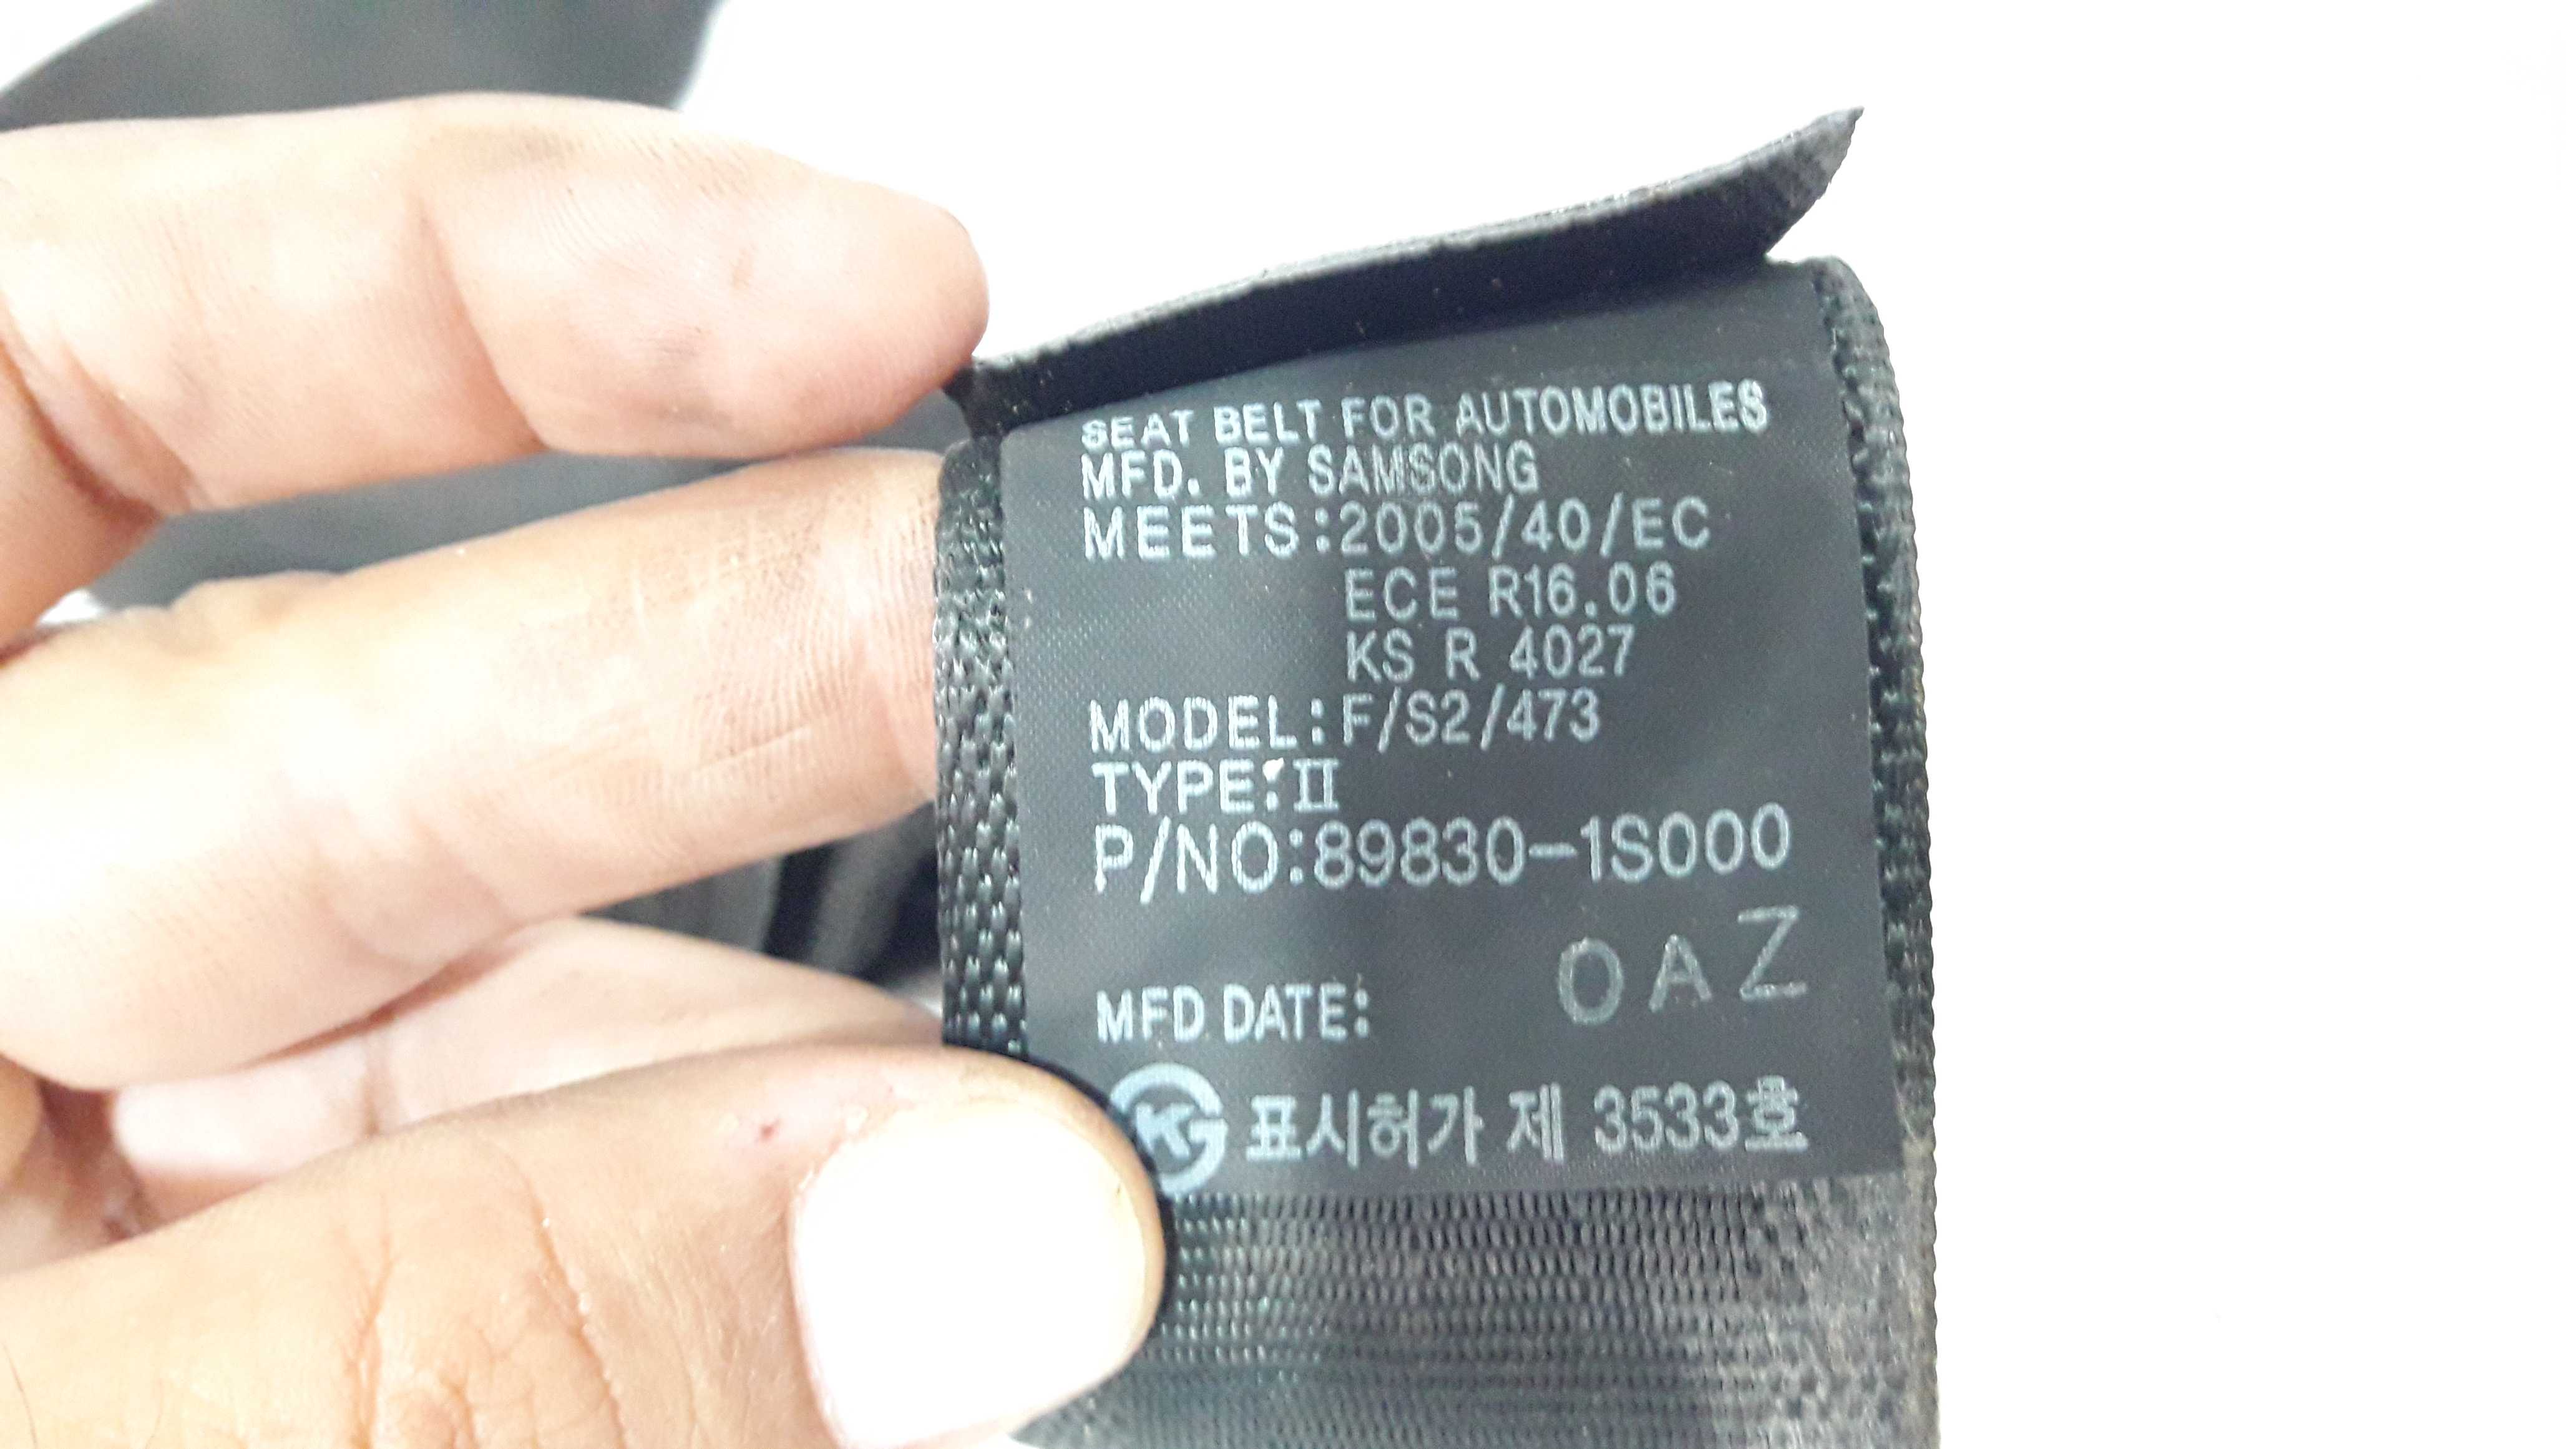 SEAT BELT FOR AUTOMOBILES
MFD. BY SAMSONG
MEETS:2005/40/EC
ECE R16.06
KS R 4027
MODEL:F/S2/473
TYPE:II
P/NO:89830-1S000
MFD DATE: OAZ
K 표시허가 제 3533호